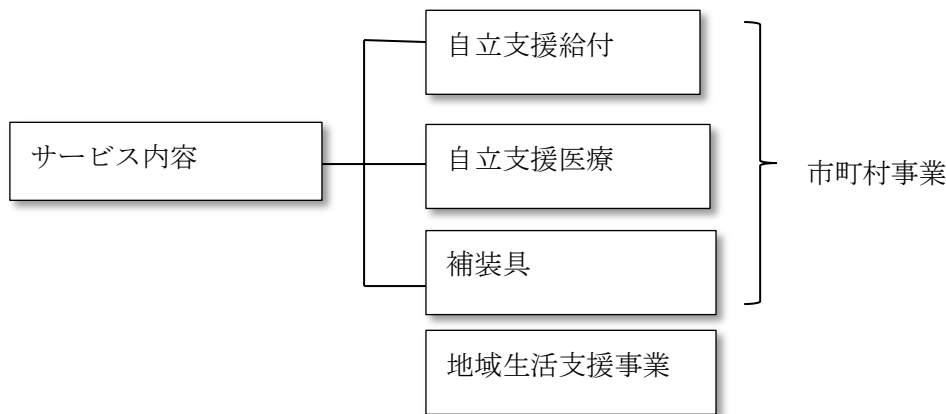 自立支援給付
サービス内容
自立支援医療
市町村事業
補装具
地域生活支援事業